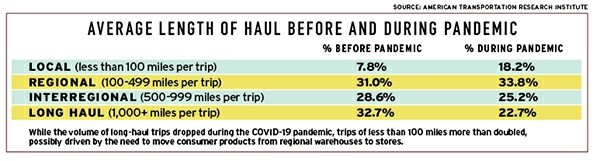 SOURCE: AMERICAN TRANSPORTATION RESEARCH INSTITUTE
AVERAGE LENGTH OF HAUL BEFORE AND DURING PANDEMIC
% BEFORE PANDEMIC % DURING PANDEMIC
LOCAL (less than 100 miles per trip) 7.8% 18.2%
REGIONAL (100-499 miles per trip) 31.0% 33.8%
INTERREGIONAL (500-999 miles per trip) 28.6% 25.2%
LONG HAUL (1,000+ miles per trip) 32.7% 22.7%
While the volume of long-haul trips dropped during the COVID-19 pandemic, trips of less than 100 miles more than doubled,
possibly driven by the need to move consumer products from regional warehouses to stores.